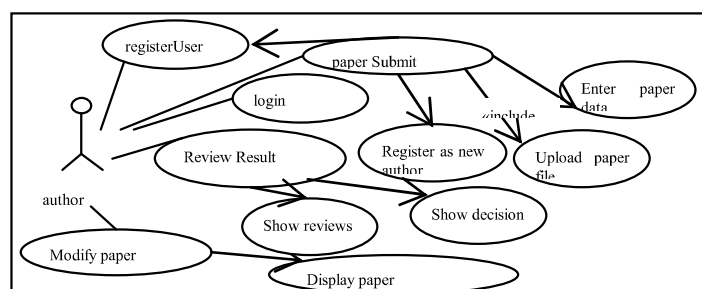 registerUser
paper Submit
Enter paper
data
login
«include
Review Result
Register as new
author
Upload paper
file
author
Show reviews
Show decision
Modify paper
Display paper